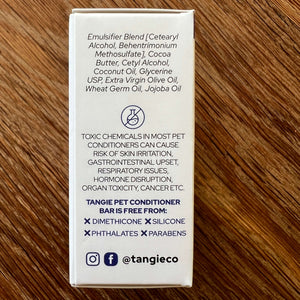 Emulsifier Blend [Cetearyl
Alcohol, Behentrimonium
Methosulfate], Cocoa
Butter, Cetyl Alcohol,
Coconut Oil, Glycerine
USP, Extra Virgin Olive Oil,
Wheat Germ Oil, Jojoba Oil
TOXIC CHEMICALS IN MOST PET
CONDITIONERS CAN CAUSE
RISK OF SKIN IRRITATION,
GASTROINTESTINAL UPSET,
RESPIRATORY ISSUES,
HORMONE DISRUPTION,
ORGAN TOXICITY, CANCER ETC.
TANGIE PET CONDITIONER
BAR IS FREE FROM:
X DIMETHICONE X SILICONE
X PHTHALATES X PARABENS
@tangieco